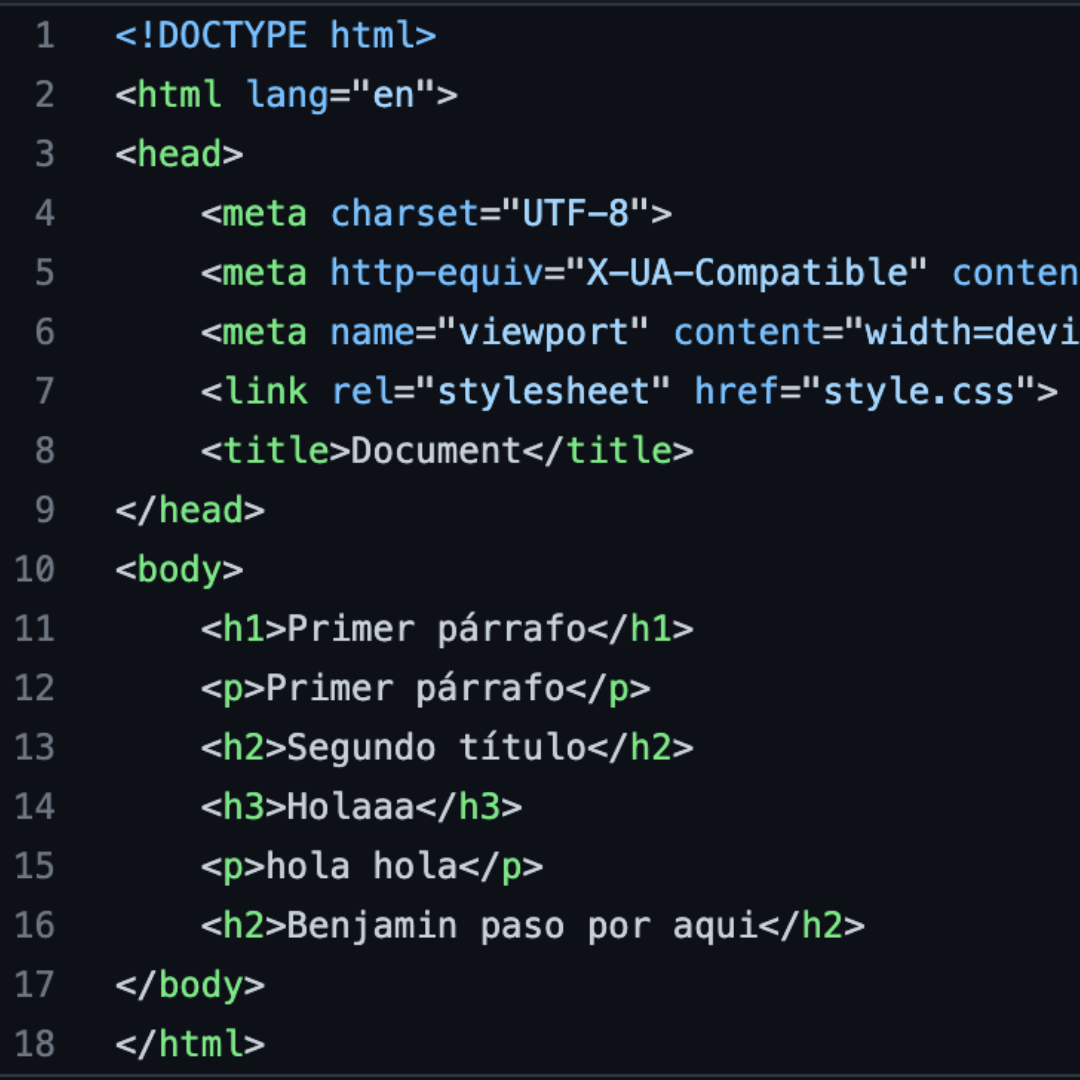 1 <!DOCTYPE html>
2 <html lang="en">
3 <head>
4 <meta charset="UTF-8">
5 <meta http-equiv="X-UA-Compatible" conten
6 <meta name="viewport" content="width=devi
7 <link rel="stylesheet" href="style.css">
8 <title>Document</title>
9 </head>
10 <body>
11 <h1>Primer párrafo</h1>
12 <p>Primer párrafo</p>
13 <h2>Segundo título</h2>
14 <h3>Holaaa</h3>
15 <p>hola hola</p>
16 <h2>Benjamin paso por aqui</h2>
17 </body>
18 </html>